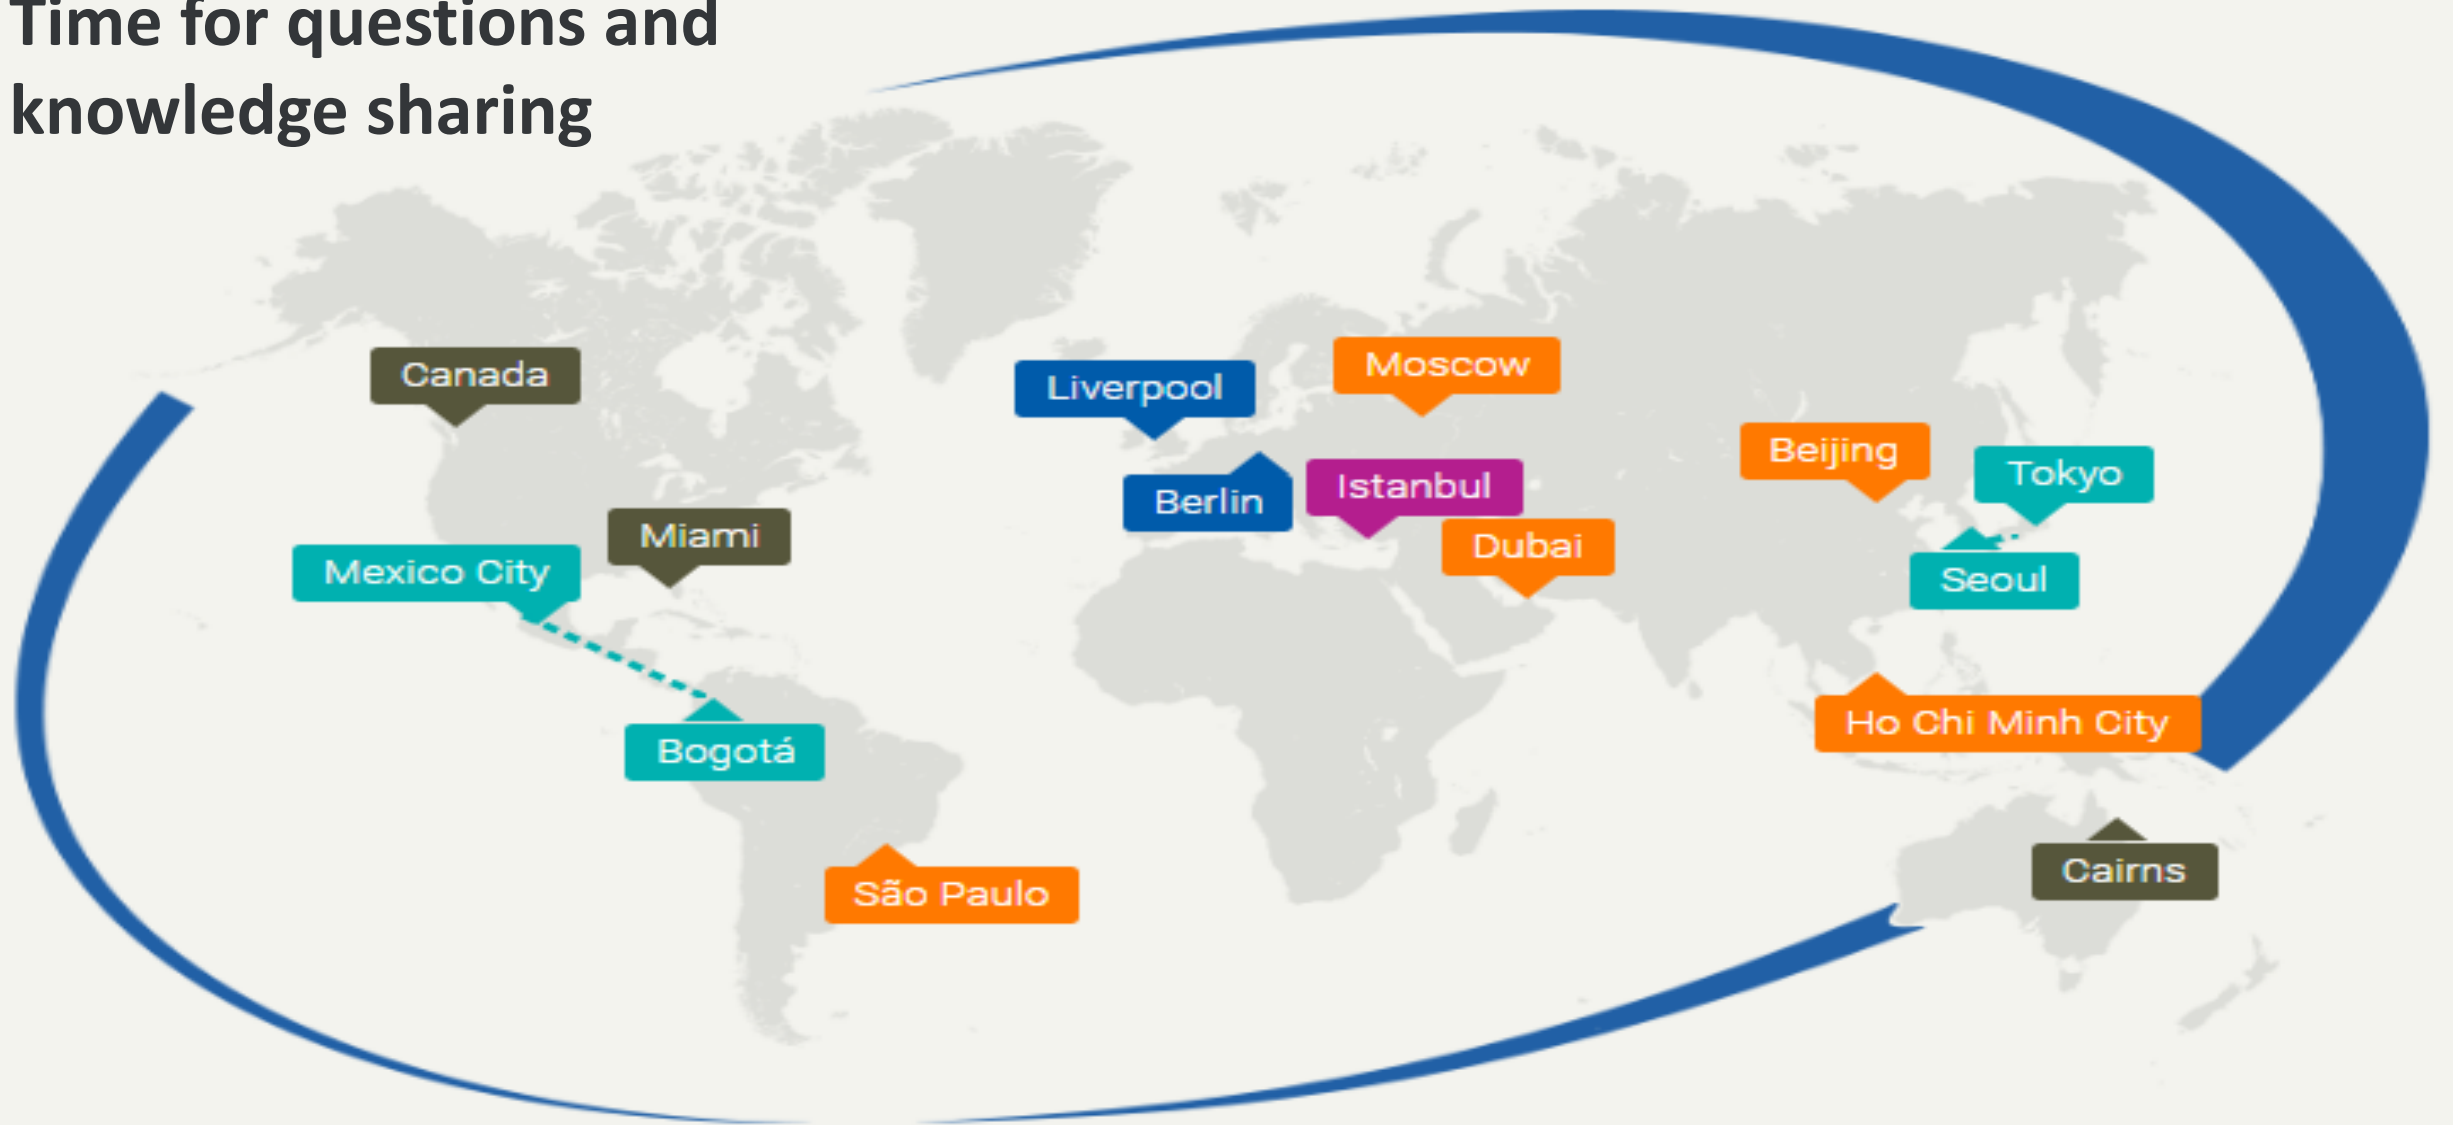 Time for questions and
knowledge sharing
Canada
Liverpool
Moscow
Beijing
Tokyo
Berlin
Istanbul
Miami
Dubai
Mexico City
Seoul
Bogotá
Ho Chi Minh City
São Paulo
Cairns